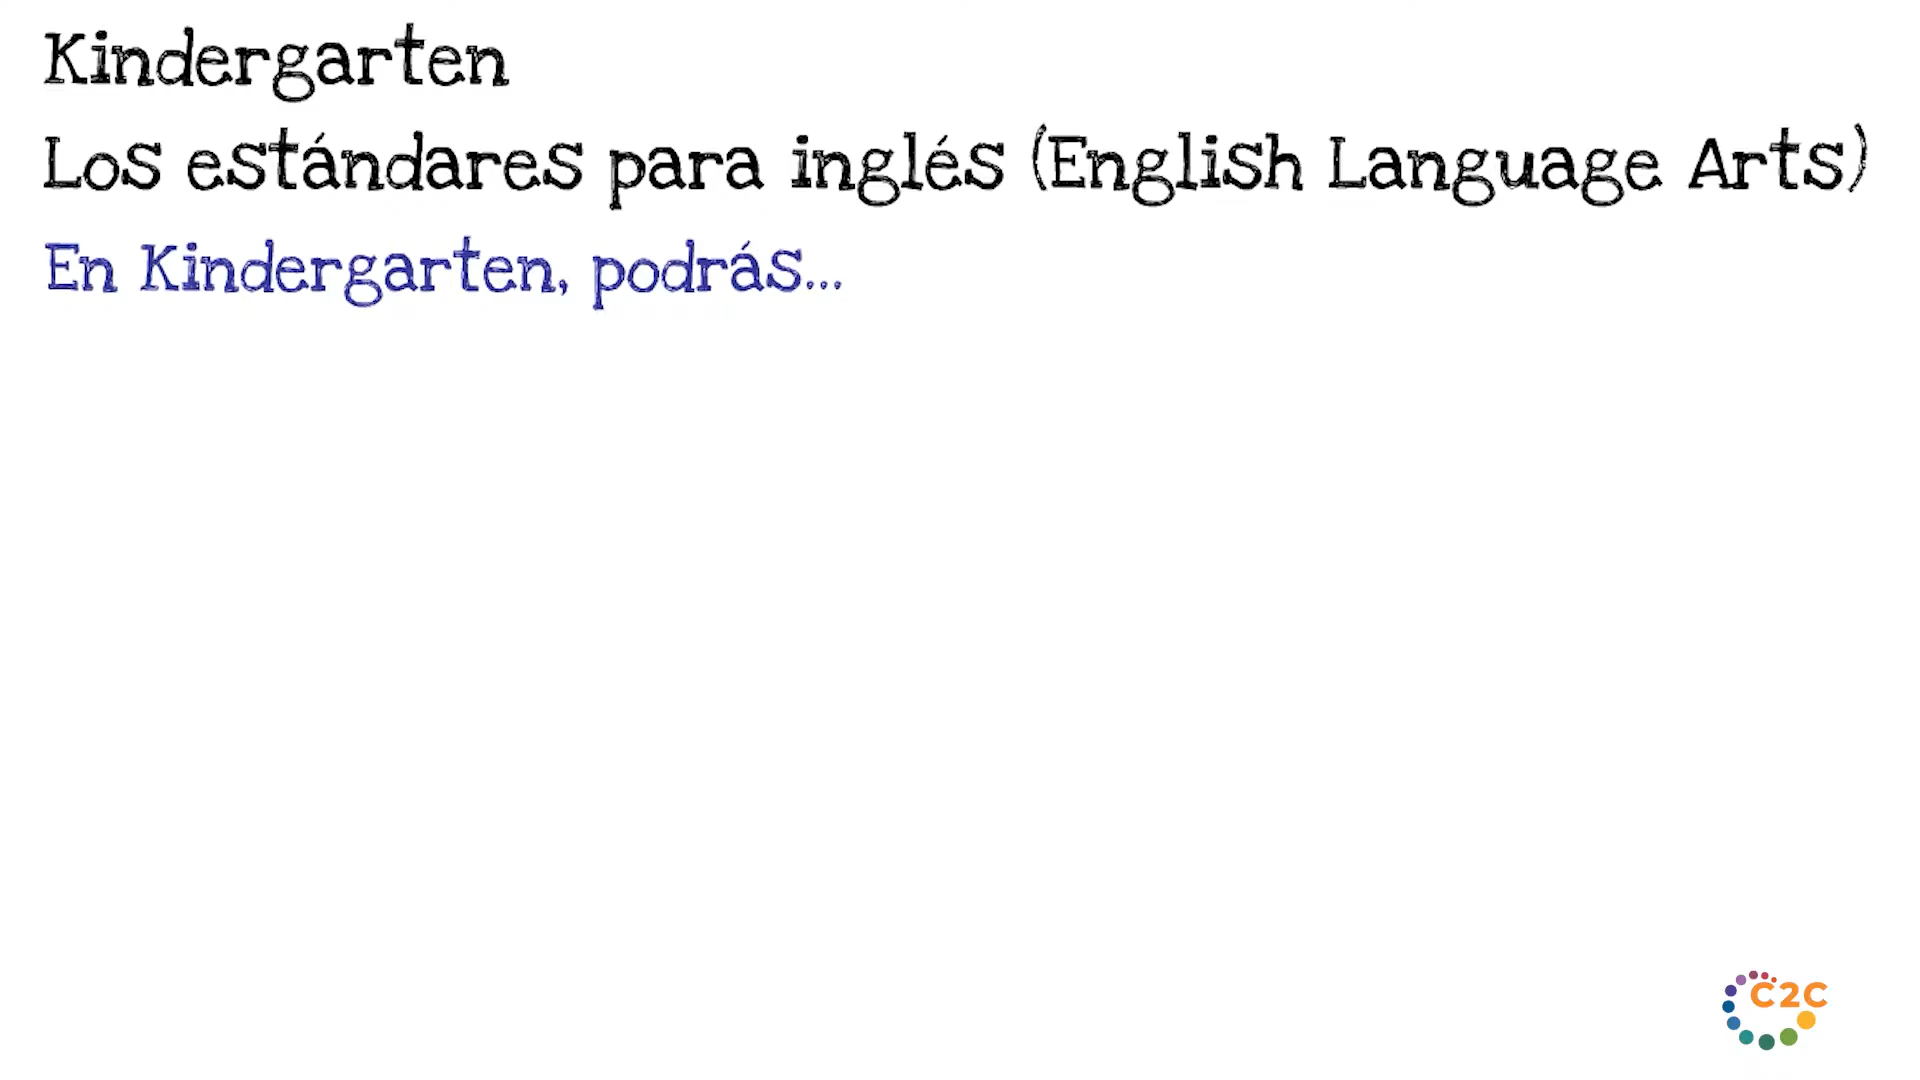 Kindergarten
Los estándares para inglés (English Language Arts)
En Kindergarten, podrás...
C2C